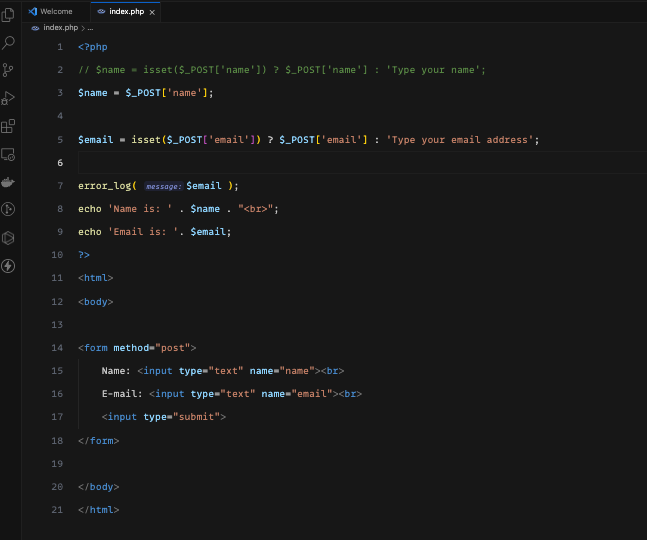 Welcome
index.php ×
index.php > ...
1 <?php
2 // $name = isset($_POST['name']) ? $_POST['name'] : 'Type your name';
3 $name = $_POST['name'];
4
5 $email = isset($_POST['email']) ? $_POST['email'] : 'Type your email address';
6
7 error_log( message: $email );
8 echo 'Name is: ' . $name . "<br>";
9 echo 'Email is: '. $email;
10 ?>
11 <html>
12 <body>
13
14 <form method="post">
15 Name: <input type="text" name="name"><br>
16 E-mail: <input type="text" name="email"><br>
17 <input type="submit">
18 </form>
19
20 </body>
21 </html>